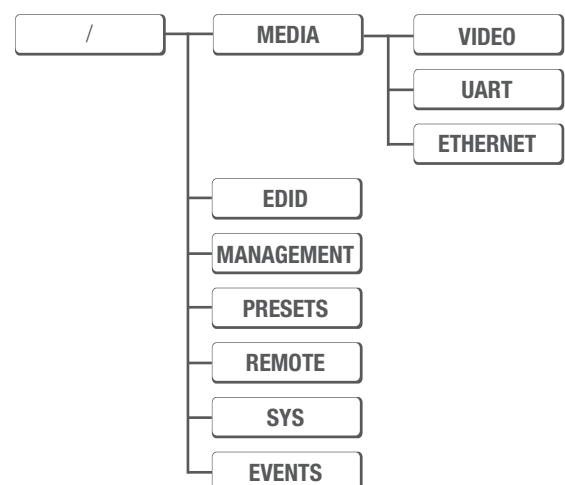 /
MEDIA
VIDEO
UART
ETHERNET
EDID
MANAGEMENT
PRESETS
REMOTE
SYS
EVENTS